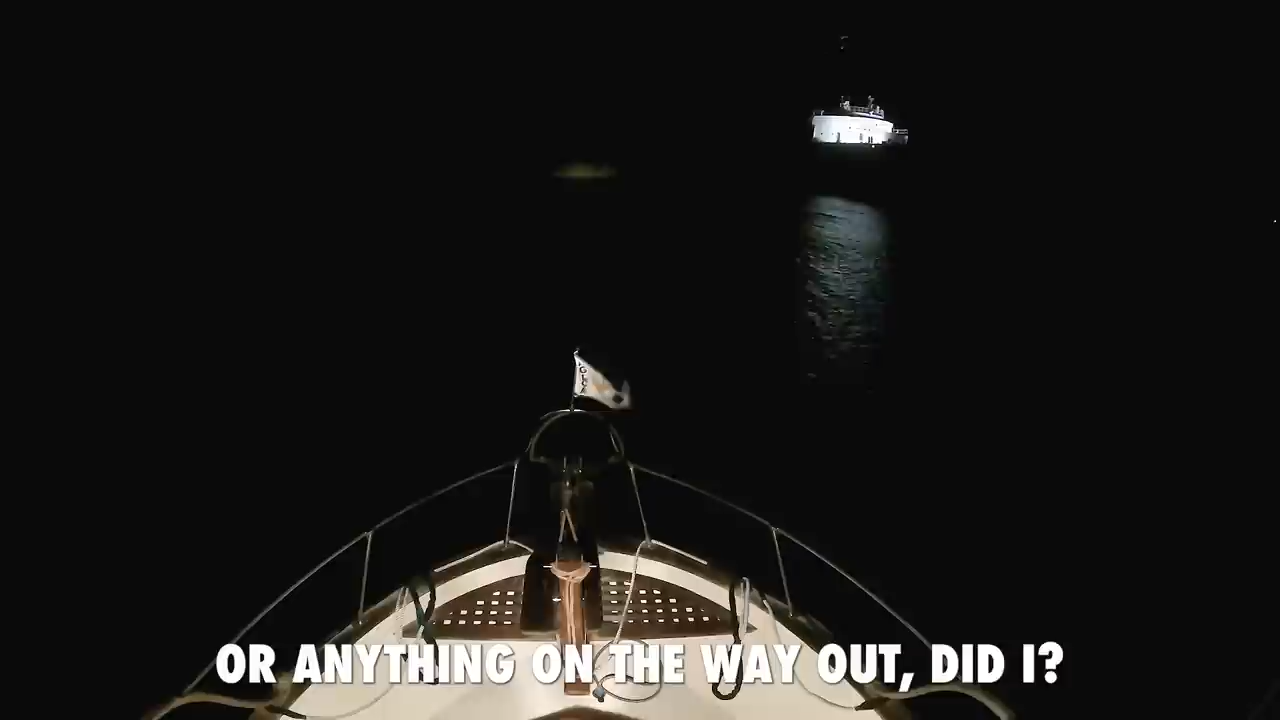 OR ANYTHING ON THE WAY OUT, DID I?